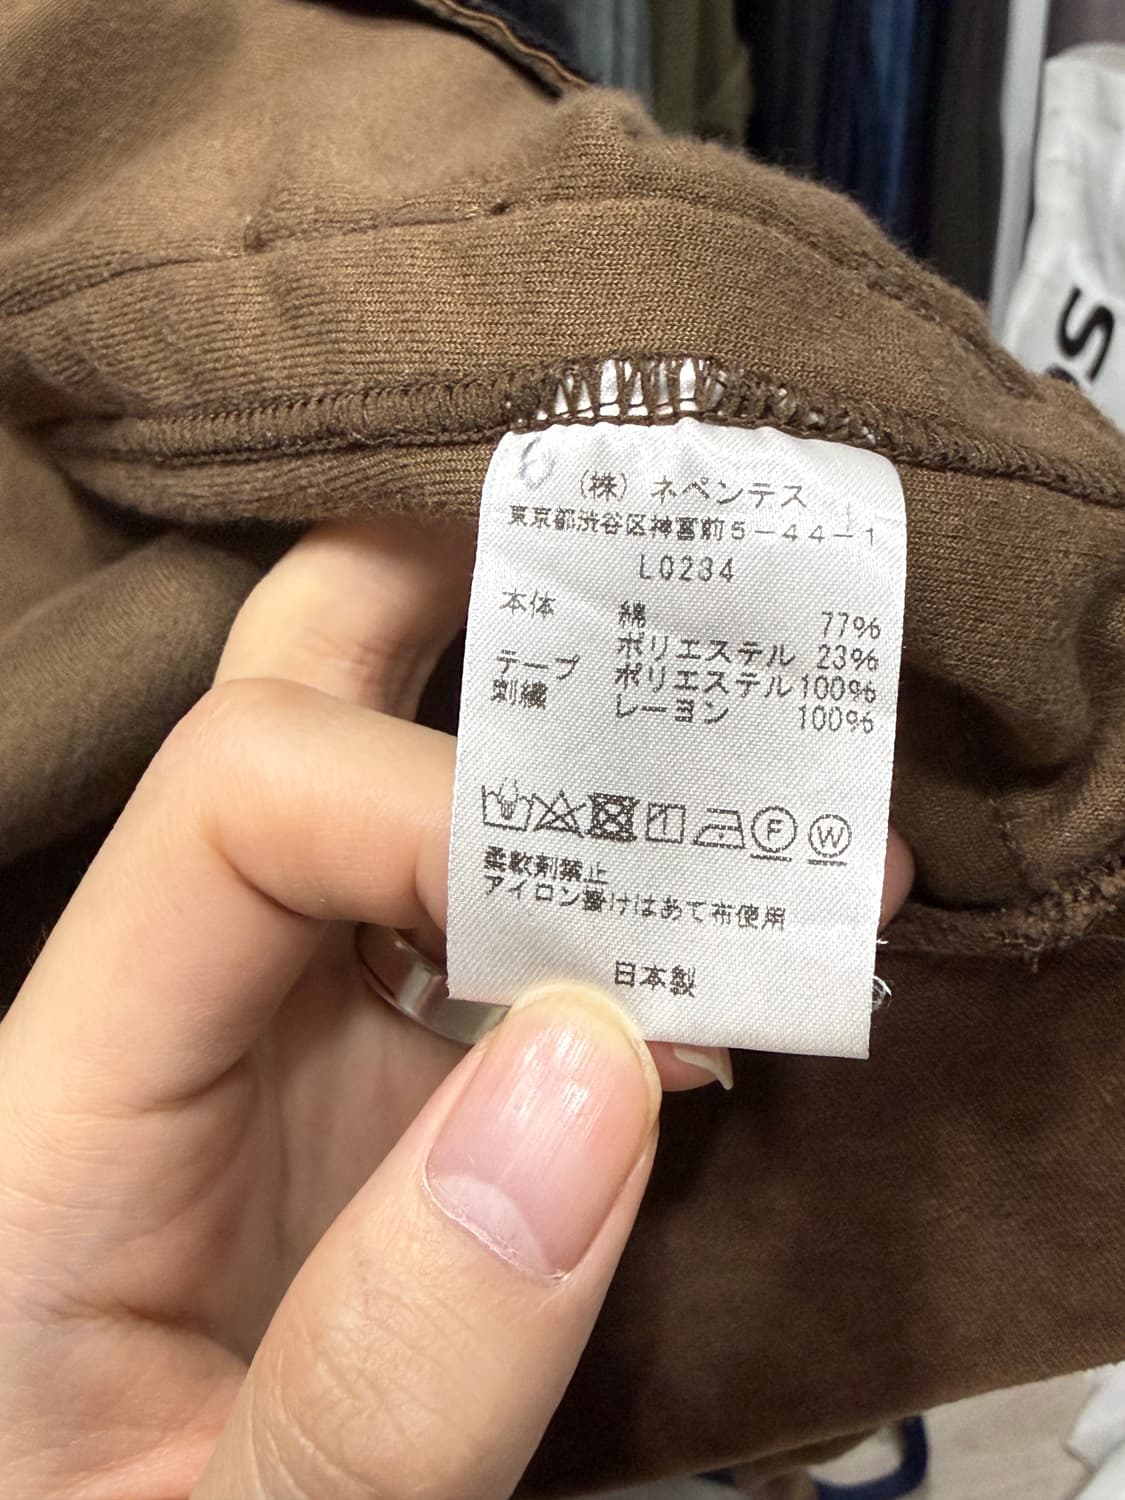 (株) ネペンテス
東京都渋谷区神宮前5-44-1
L0234
本体 綿 77%
ポリエステル 23%
テープ ポリエステル 100%
刺繍 レーヨン 100%
F W
柔軟剤禁止
アイロン掛けはあて布使用
日本製
S